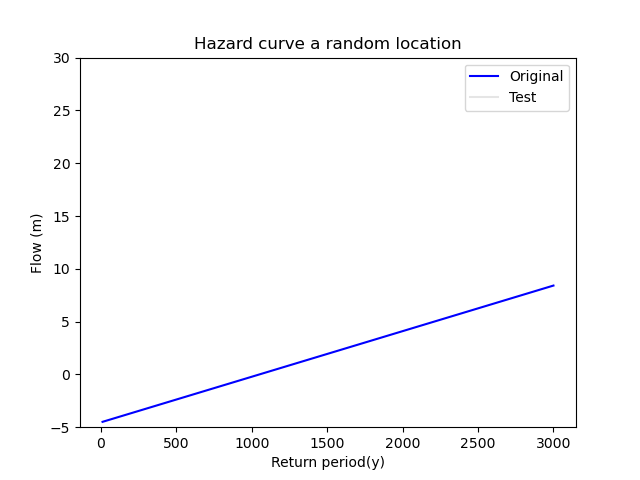 Hazard curve a random location
Original
Test
30
25
20
15
10
5
0
−5
Flow (m)
0 500 1000 1500 2000 2500 3000
Return period(y)